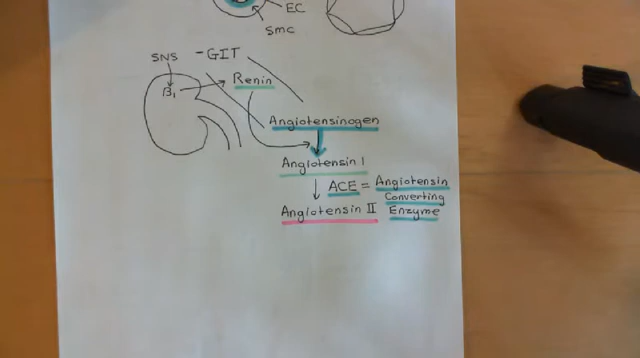 EC
SMC
SNS
-GIT
β1
Renin
Angiotensinogen
Angiotensin I
ACE = Angiotensin
Converting
Enzyme
Angiotensin II